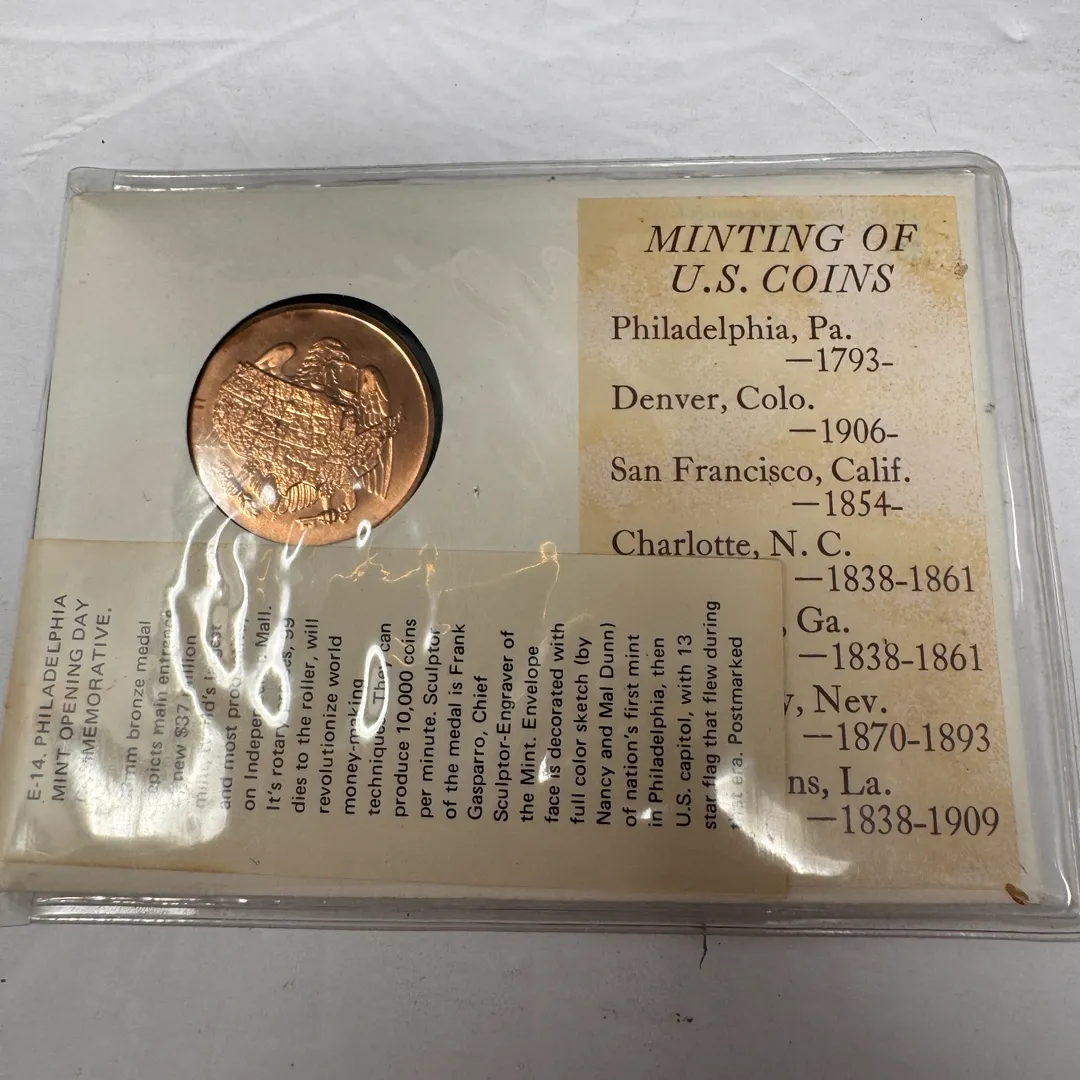 MINTING OF
U.S. COINS
Philadelphia, Pa.
—1793-
Denver, Colo.
—1906-
San Francisco, Calif.
—1854-
Charlotte, N. C.
—1838-1861
, Ga.
—1838-1861
, Nev.
—1870-1893
ns, La.
—1838-1909
E-14. PHILADELPHIA
MINT OPENING DAY
MEMORATIVE.
mm bronze medal
epicts main entrance
new $37 million
and most
on Mall.
It's
dies to the roller, will
revolutionize world
money-making
They can
produce 10,000 coins
per minute. Sculptor
of the medal is Frank
Gasparro, Chief
Sculptor-Engraver of
the Mint. Envelope
face is decorated with
full color sketch (by
Nancy and Mal Dunn)
of nation's first mint
in Philadelphia, then
U.S. capitol, with 13
star flag that flew during
era. Postmarked